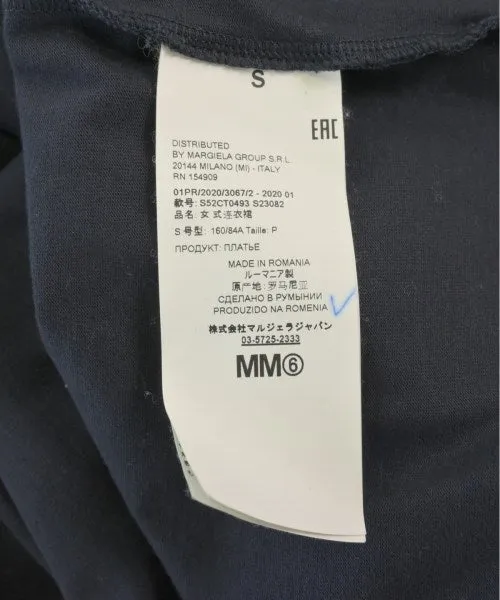 S
EAC
DISTRIBUTED
BY MARGIELA GROUP S.R.L
20144 MILANO (MI) - ITALY
RN 154909
01PR/2020/3067/2 - 2020 01
款号: S52CT0493 S23082
品名: 女式连衣裙
S 号型: 160/84A Taille: P
ПРОДУКТ: ПЛАТЬЕ
MADE IN ROMANIA
ルーマニア製
原产地: 罗马尼亚
СДЕЛАНО В РУМЫНИИ
PRODUZIDO NA ROMENIA
株式会社マルジェラジャパン
03-5725-2333
MM⑥